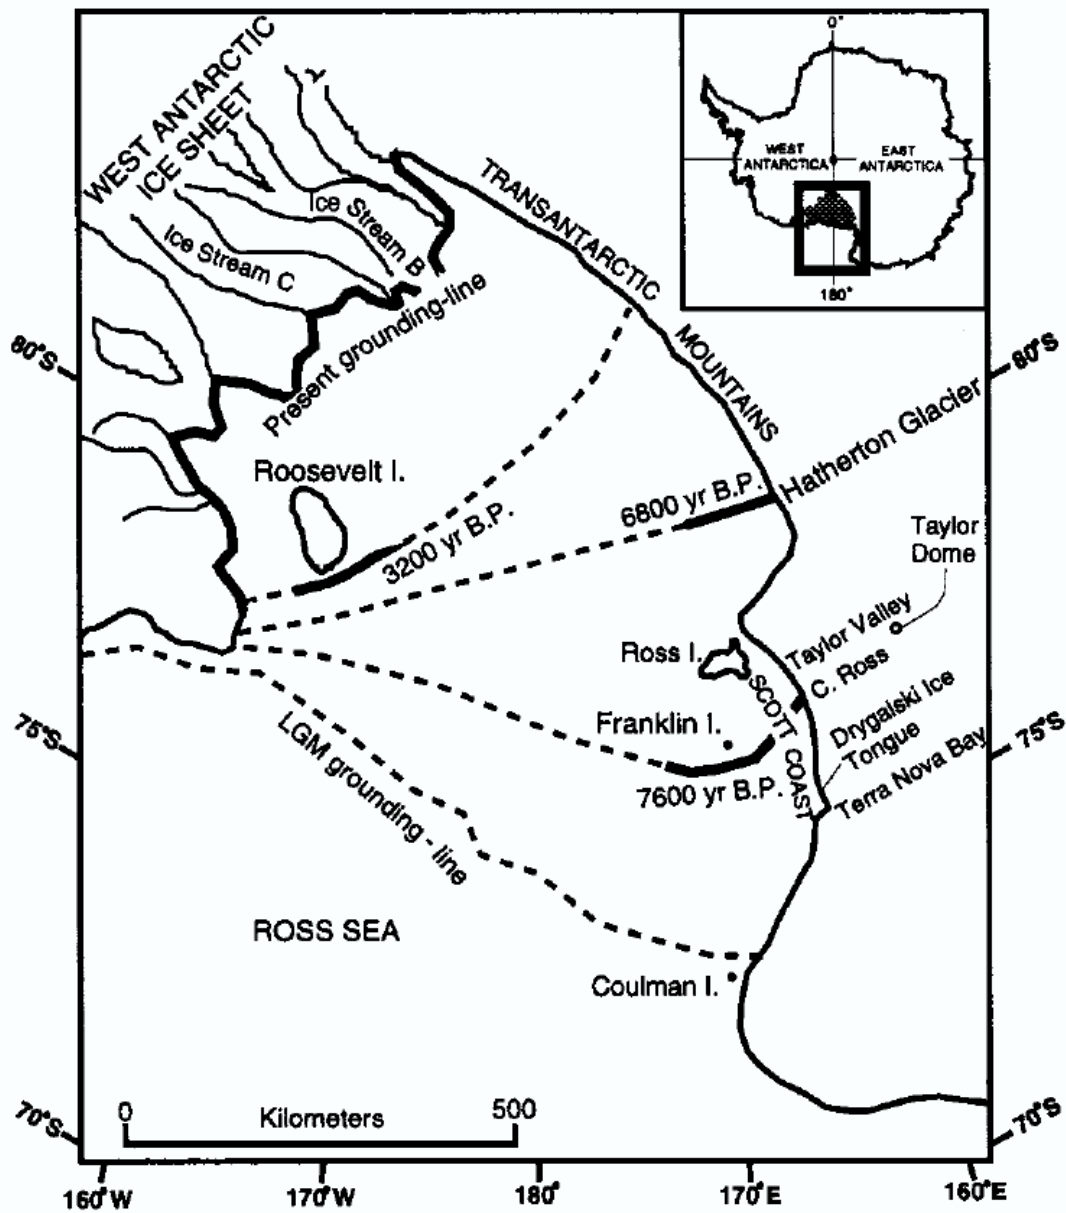 WEST ANTARCTIC
ICE SHEET
0°
WEST
ANTARCTICA
EAST
ANTARCTICA
180°
TRANSANTARCTIC
MOUNTAINS
Ice Stream B
Ice Stream C
Present grounding-line
80°S
80°S
Hatherton Glacier
Roosevelt I.
6800 yr B.P.
3200 yr B.P.
Taylor
Dome
Taylor Valley
Ross I.
C. Ross
SCOTT COAST
Drygalski Ice
Tongue
Franklin I.
75°S
75°S
7600 yr B.P.
Terra Nova Bay
LGM grounding - line
ROSS SEA
Coulman I.
0
Kilometers
500
70°S
70°S
160°W
170°W
180°
170°E
160°E